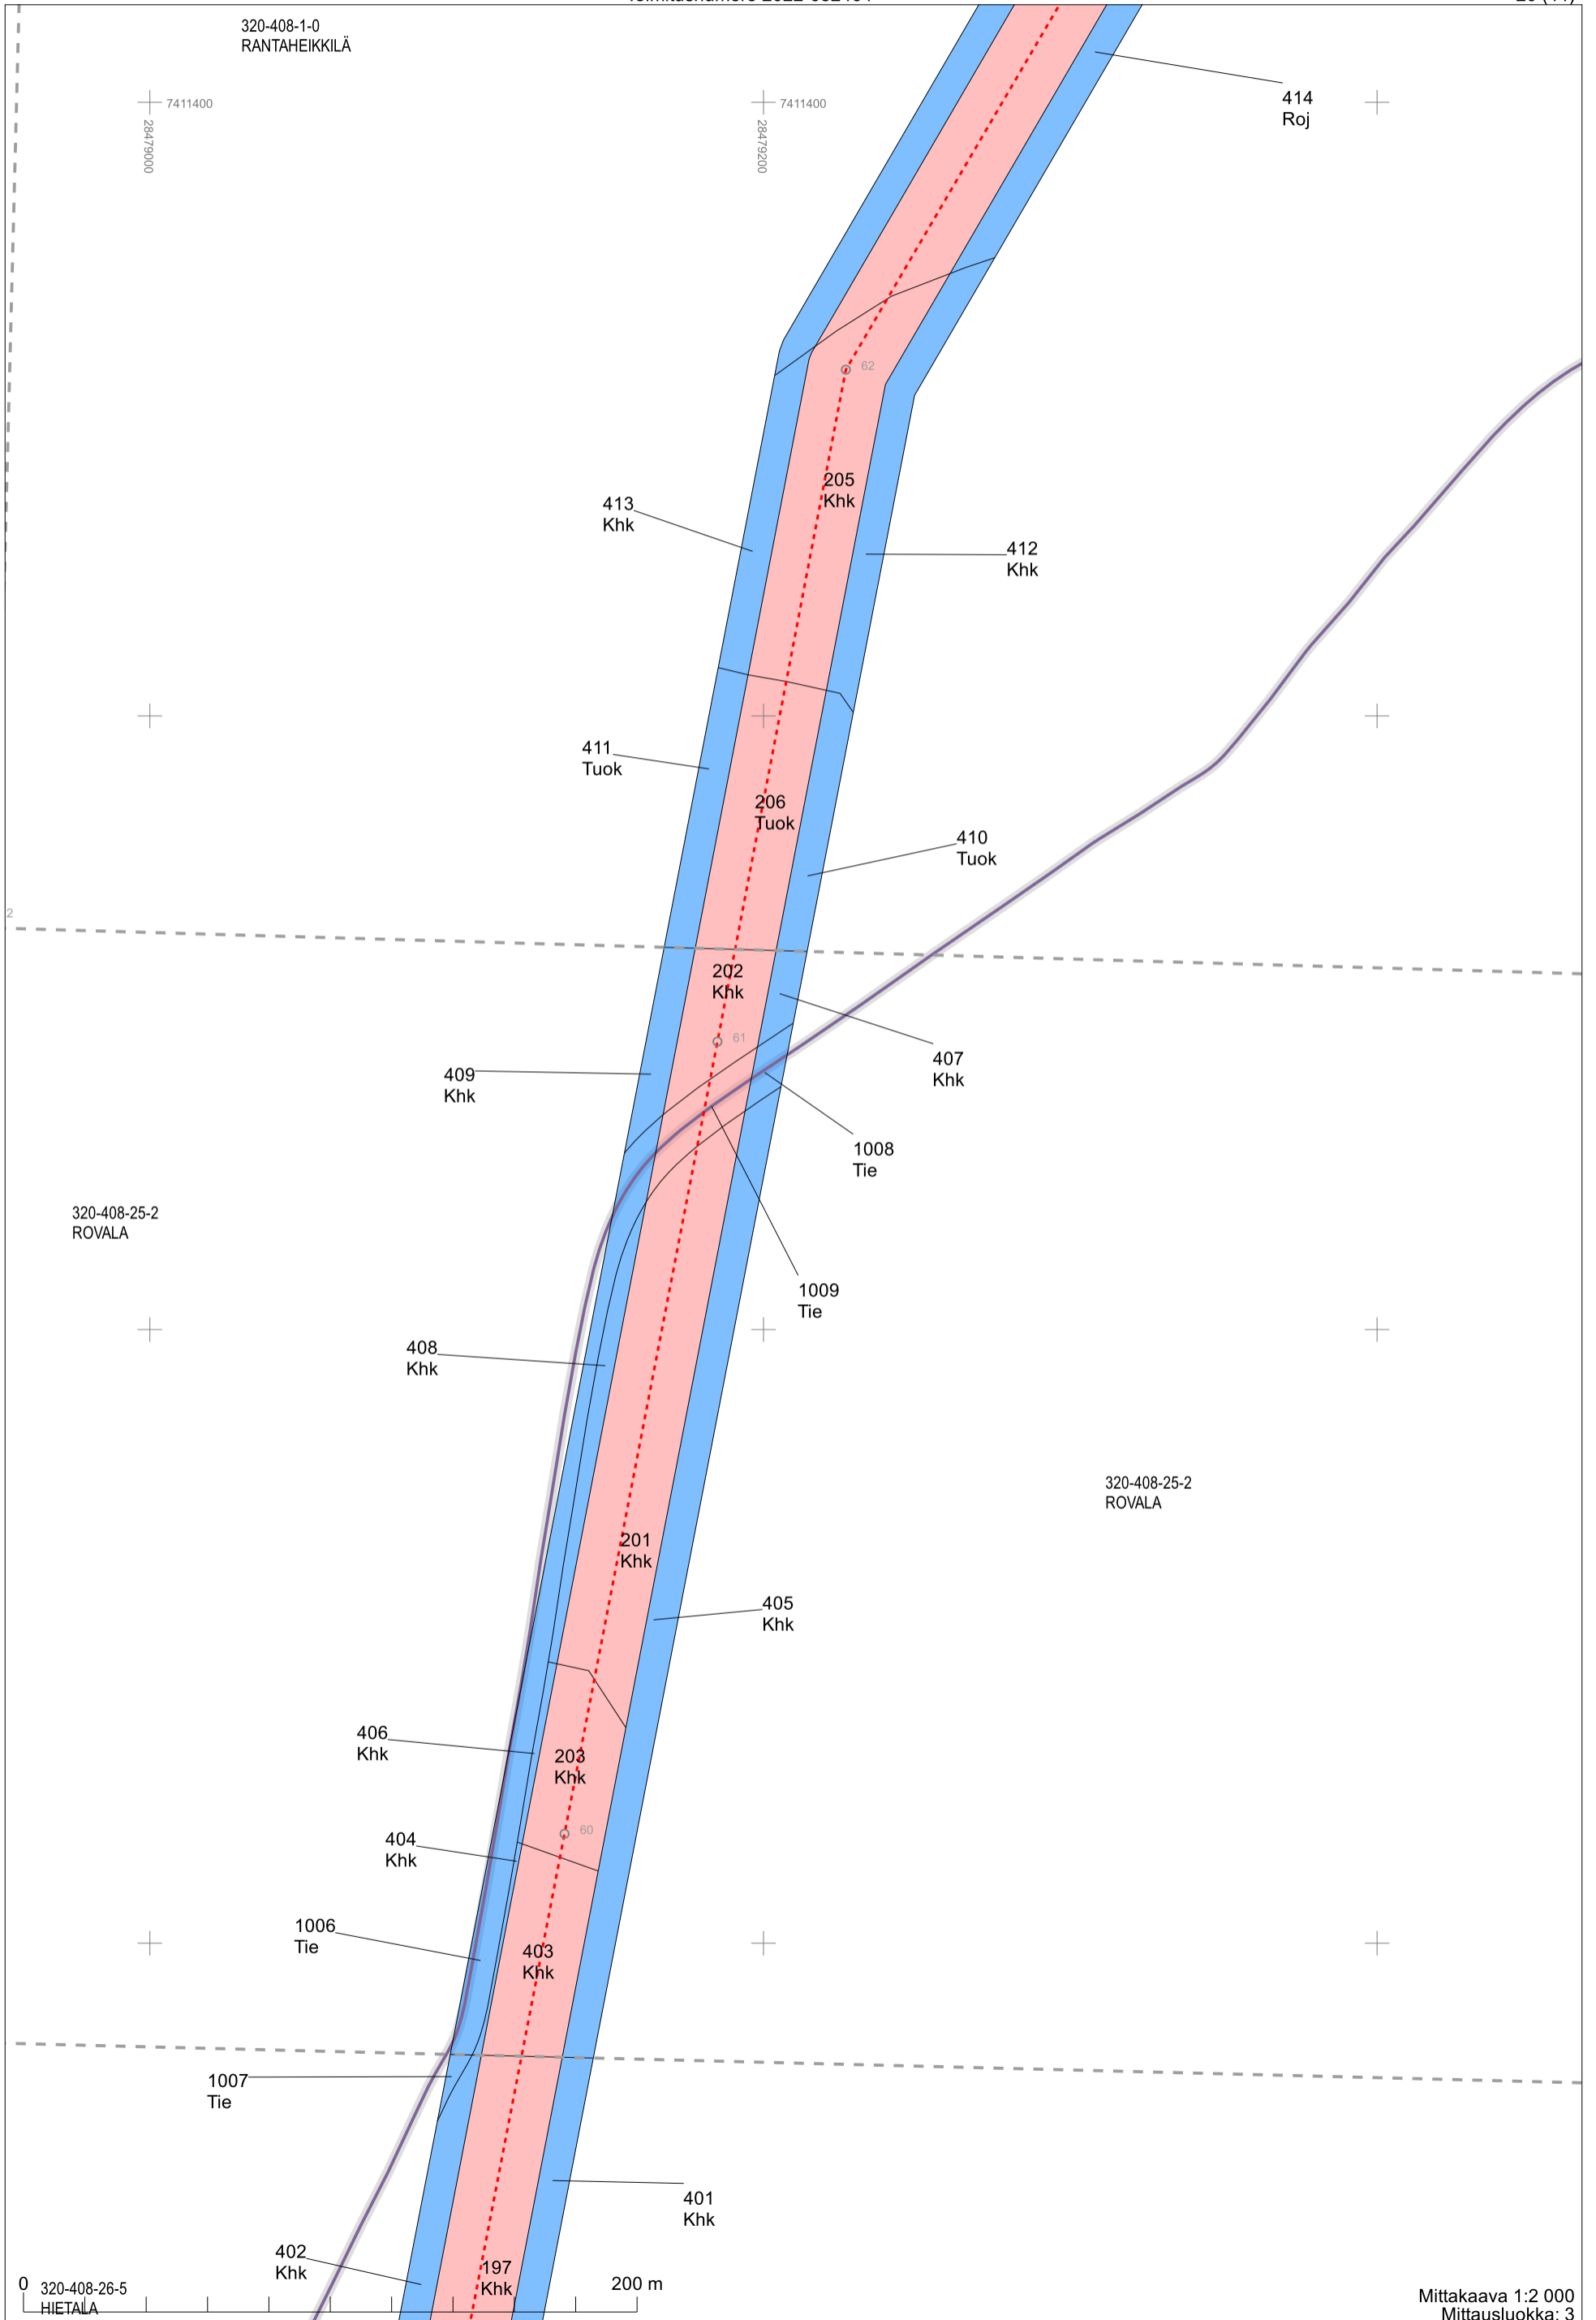 320-408-1-0
RANTAHEIKKILÄ
414
Roj
7411400
7411400
28479000
28479200
62
205
Khk
413
Khk
412
Khk
411
Tuok
206
Tuok
410
Tuok
2
202
Khk
61
407
Khk
409
Khk
1008
Tie
320-408-25-2
ROVALA
1009
Tie
408
Khk
320-408-25-2
ROVALA
201
Khk
405
Khk
406
Khk
203
Khk
60
404
Khk
1006
Tie
403
Khk
1007
Tie
401
Khk
402
Khk
197
Khk
0
200 m
320-408-26-5
HIETALA
Mittakaava 1:2 000
Mittausluokka: 3